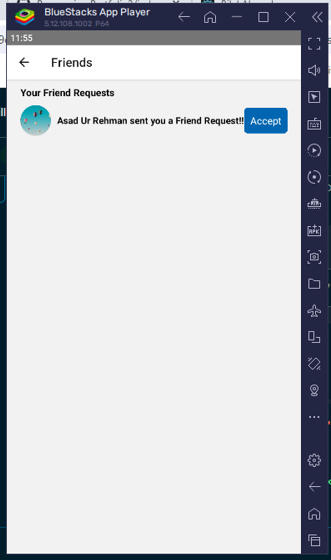 BlueStacks App Player
5.12.108.1002 P64
11:55
Friends
Your Friend Requests
Asad Ur Rehman sent you a Friend Request!!
Accept